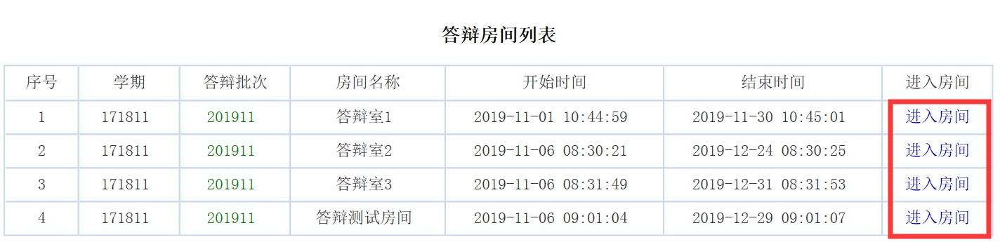 答辩房间列表
序号 学期 答辩批次 房间名称 开始时间 结束时间 进入房间
1 171811 201911 答辩室1 2019-11-01 10:44:59 2019-11-30 10:45:01 进入房间
2 171811 201911 答辩室2 2019-11-06 08:30:21 2019-12-24 08:30:25 进入房间
3 171811 201911 答辩室3 2019-11-06 08:31:49 2019-12-31 08:31:53 进入房间
4 171811 201911 答辩测试房间 2019-11-06 09:01:04 2019-12-29 09:01:07 进入房间